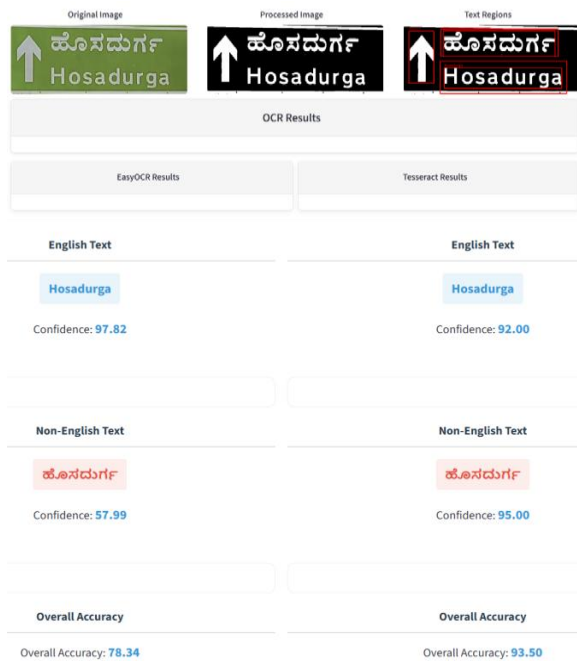 Original Image
Processed Image
Text Regions
ಹೊಸದುರ್ಗ
Hosadurga
ಹೊಸದುರ್ಗ
Hosadurga
ಹೊಸದುರ್ಗ
Hosadurga
OCR Results
EasyOCR Results
Tesseract Results
English Text
English Text
Hosadurga
Hosadurga
Confidence: 97.82
Confidence: 92.00
Non-English Text
Non-English Text
ಹೊಸದುರ್ಗ
ಹೊಸದುರ್ಗ
Confidence: 57.99
Confidence: 95.00
Overall Accuracy
Overall Accuracy
Overall Accuracy: 78.34
Overall Accuracy: 93.50